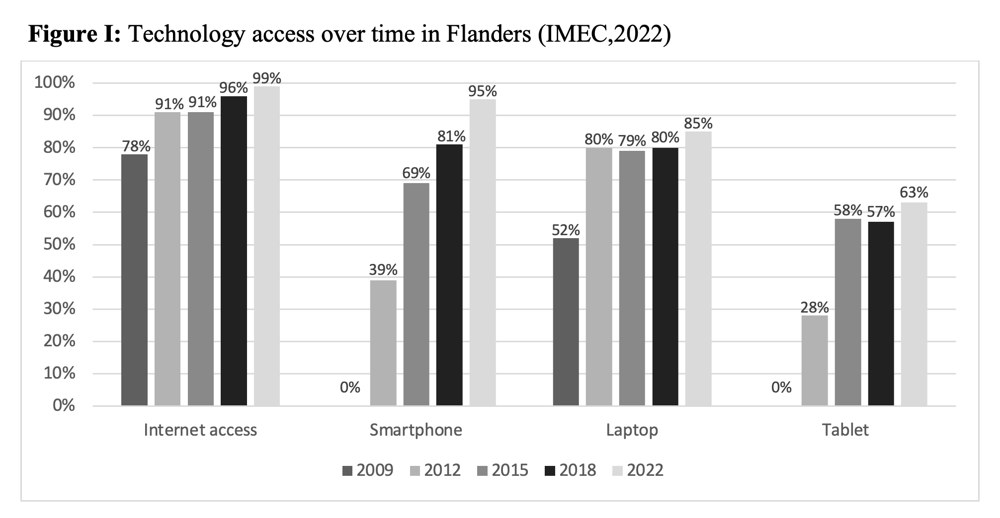 Figure I: Technology access over time in Flanders (IMEC,2022)
100%
90%
80%
70%
60%
50%
40%
30%
20%
10%
0%
78% 91% 91% 96% 99%
0% 39% 69% 81% 95%
52% 80% 79% 80% 85%
0% 28% 58% 57% 63%
Internet access Smartphone Laptop Tablet
2009 2012 2015 2018 2022